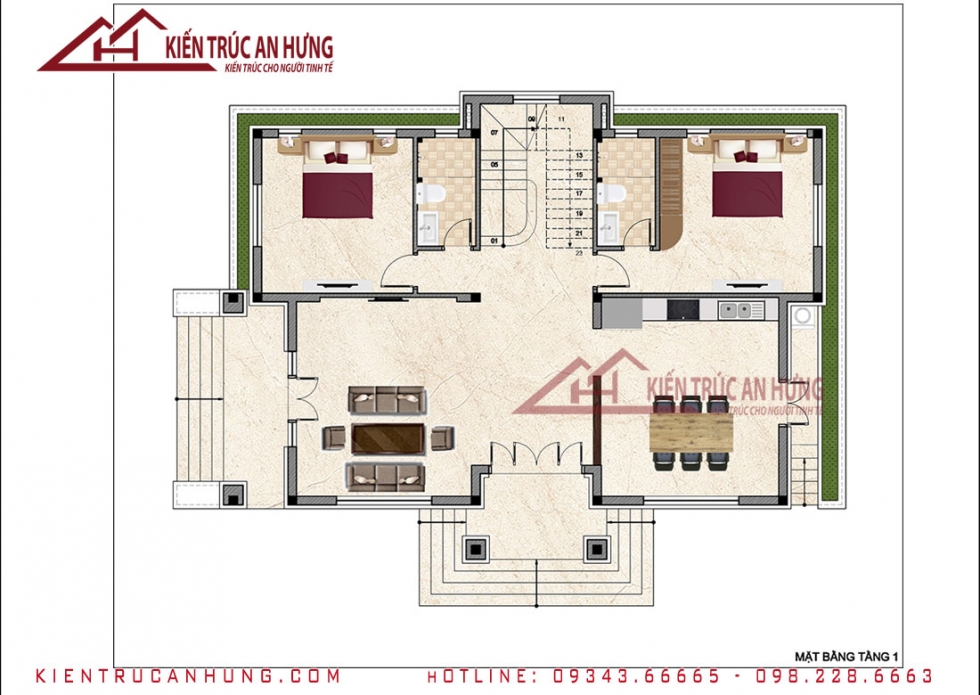 KIẾN TRÚC AN HƯNG
KIẾN TRÚC CHO NGƯỜI TINH TẾ
09
11
07
13
05
15
17
19
21
01
23
KIẾN TRÚC AN HƯNG
TRÚC CHO NGƯỜI TINH TẾ
MẶT BẰNG TẦNG 1
KIENTRUCANHUNG.COM
HOTLINE: 09343.66665 - 098.228.6663